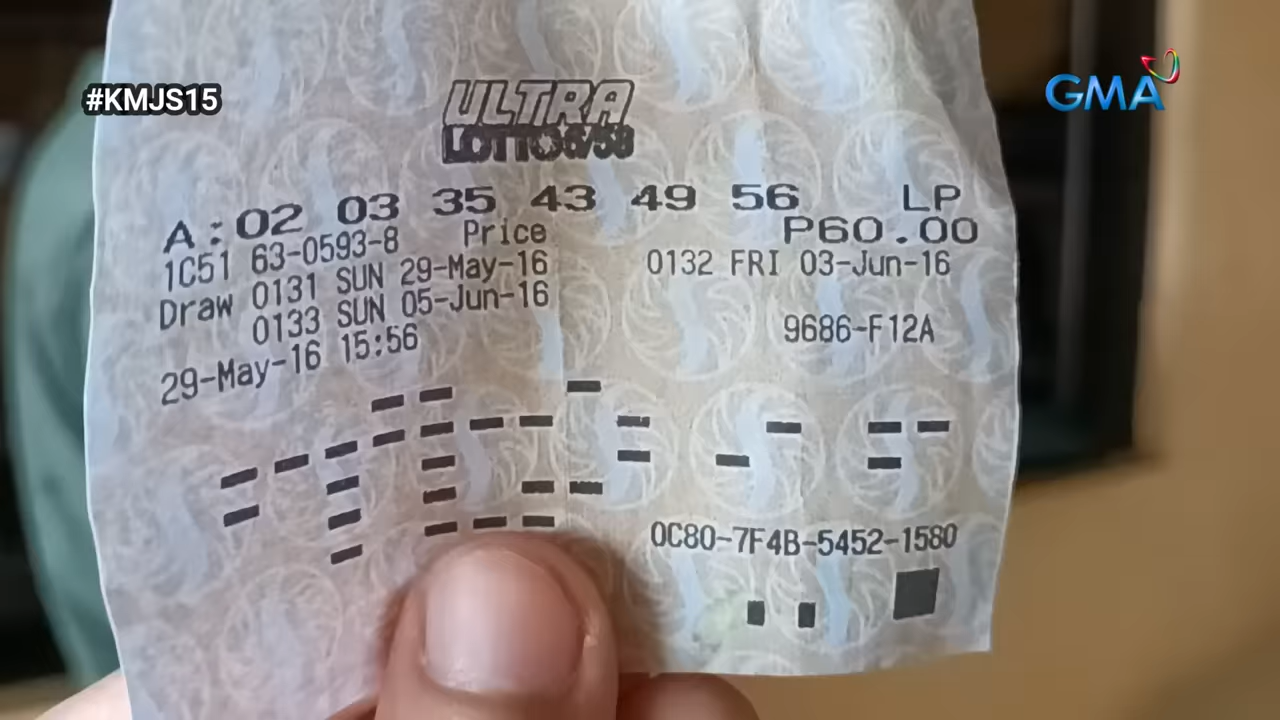 #KMJS15
GMA
ULTRA
LOTTO 6/58
A: 02 03 35 43 49 56 LP
Price P60.00
1C51 63-0593-8
Draw 0131 SUN 29-May-16 0132 FRI 03-Jun-16
0133 SUN 05-Jun-16
29-May-16 15:56 9686-F12A
0C80-7F4B-5452-1580